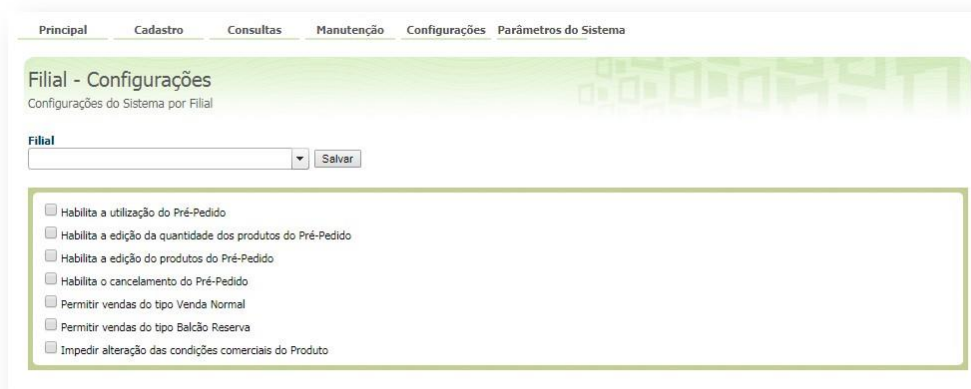 Principal Cadastro Consultas Manutenção Configurações Parâmetros do Sistema
Filial - Configurações
Configurações do Sistema por Filial
Filial
Salvar
Habilita a utilização do Pré-Pedido
Habilita a edição da quantidade dos produtos do Pré-Pedido
Habilita a edição do produtos do Pré-Pedido
Habilita o cancelamento do Pré-Pedido
Permitir vendas do tipo Venda Normal
Permitir vendas do tipo Balcão Reserva
Impedir alteração das condições comerciais do Produto